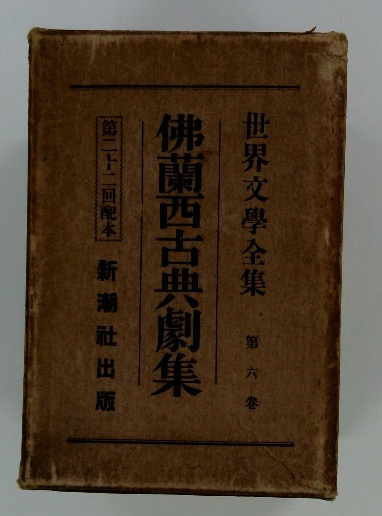 世界文學全集 第六卷
佛蘭西古典劇集
第二十二回配本
新潮社出版